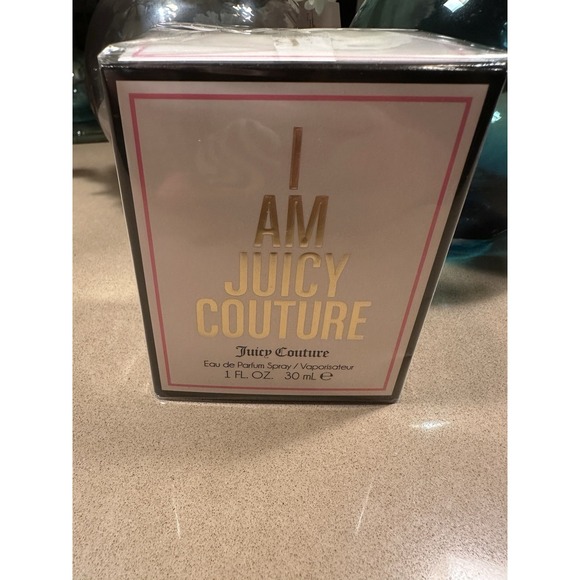 I
AM
JUICY
COUTURE
Juicy Couture
Eau de Parfum Spray / Vaporisateur
1 FL. OZ. 30 mL ℮